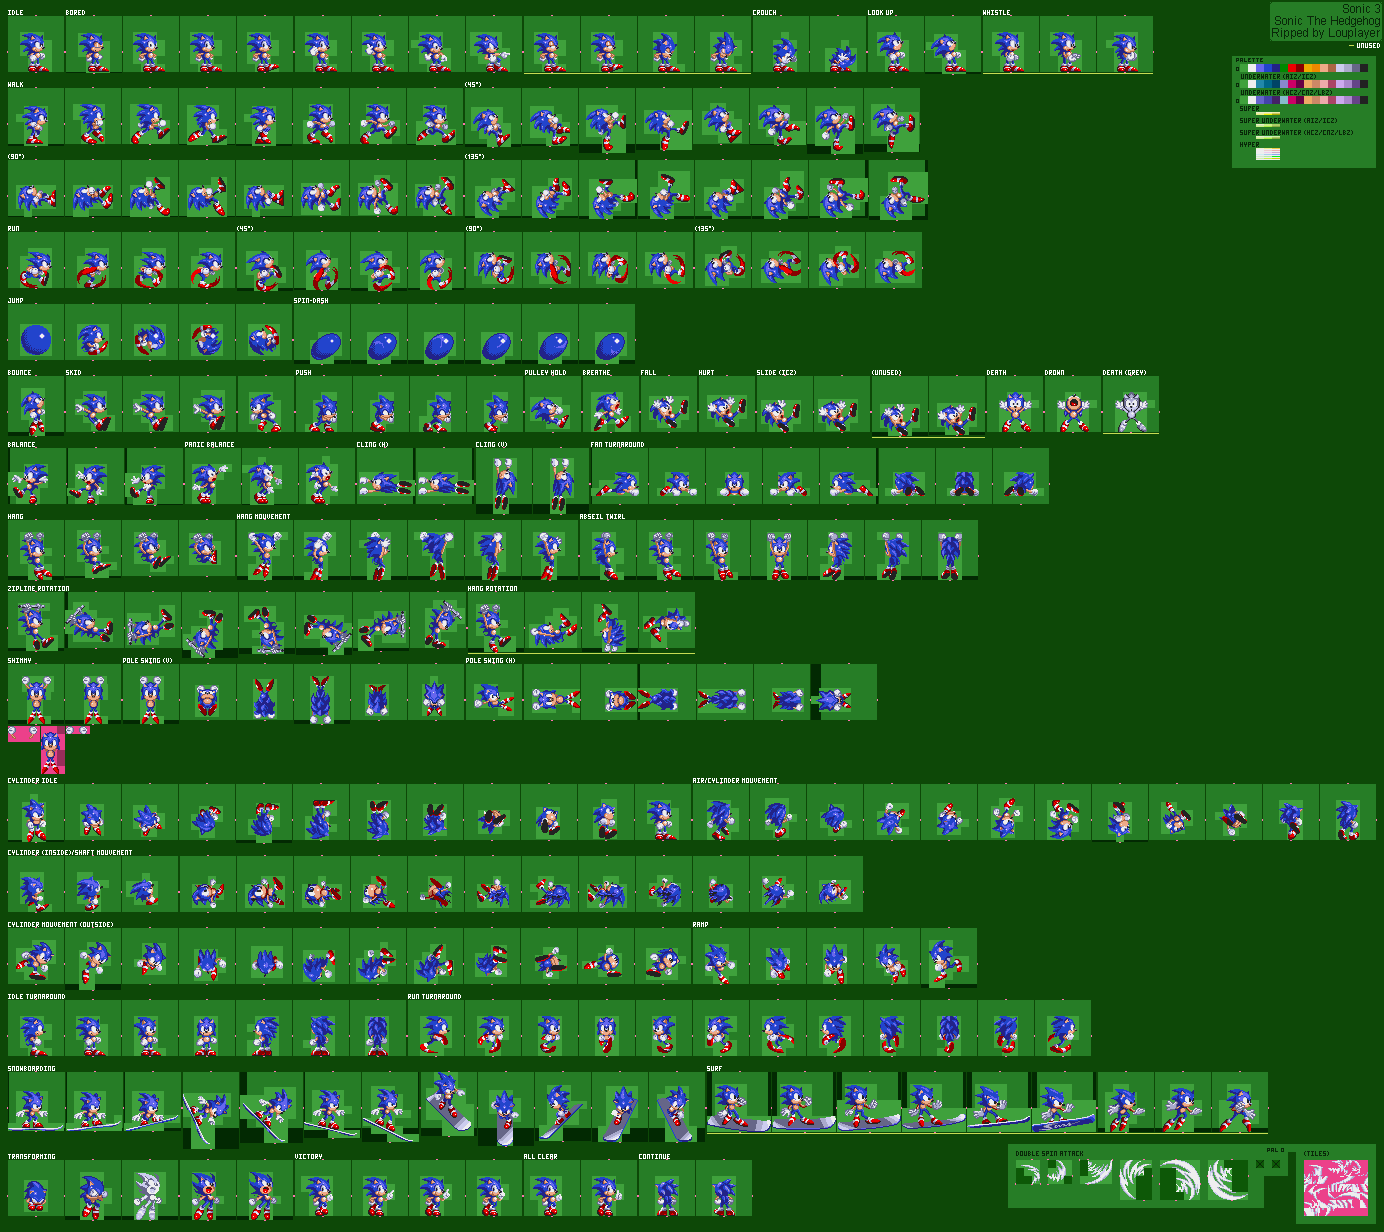 IDLE BORED CROUCH LOOK UP WHISTLE
Sonic 3
Sonic The Hedgehog
Ripped by Louplayer
— UNUSED
PALETTE
UNDERWATER (AIZ/ICZ)
UNDERWATER (HCZ/CNZ/LBZ)
SUPER
SUPER UNDERWATER (AIZ/ICZ)
SUPER UNDERWATER (HCZ/CNZ/LBZ)
HYPER
WALK (45°)
(90°) (135°)
RUN (45°) (90°) (135°)
JUMP SPIN-DASH
BOUNCE SKID PUSH PULLEY HOLD BREATHE FALL HURT SLIDE (ICZ) (UNUSED) DEATH DROWN DEATH (GREY)
BALANCE PANIC BALANCE CLING (H) CLING (V) FAN TURNAROUND
HANG HANG MOUVEMENT ABSEIL TWIRL
ZIPLINE ROTATION HANG ROTATION
SHIMMY POLE SWING (V) POLE SWING (H)
CYLINDER IDLE AIR/CYLINDER MOUVEMENT
CYLINDER (INSIDE)/SHAFT MOUVEMENT
CYLINDER MOUVEMENT (OUTSIDE) RAMP
IDLE TURNAROUND RUN TURNAROUND
SNOWBOARDING SURF
TRANSFORMING VICTORY ALL CLEAR CONTINUE
DOUBLE SPIN ATTACK PAL 0 (TILES)